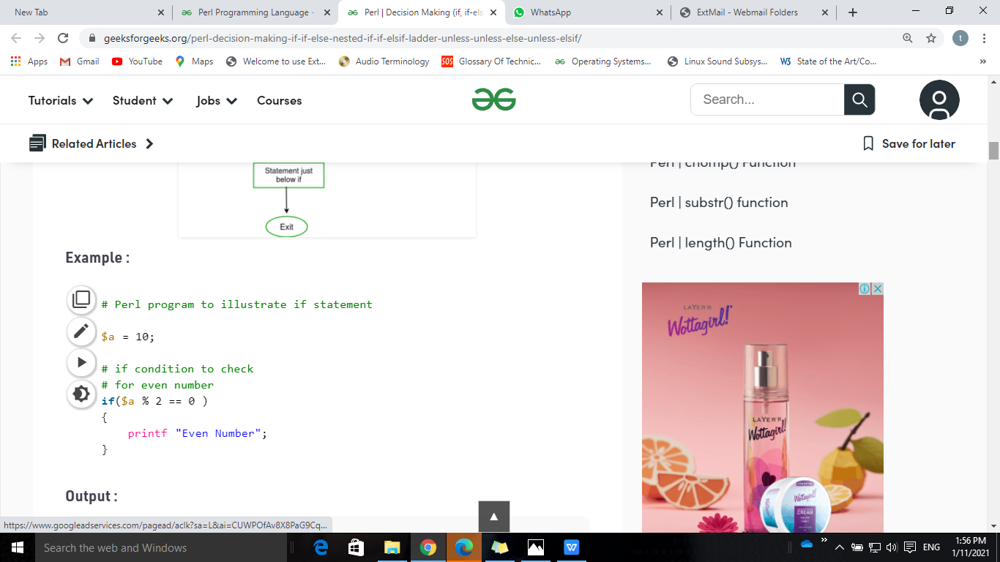 New Tab
Perl Programming Language -
Perl | Decision Making (if, if-els
WhatsApp
ExtMail - Webmail Folders
geeksforgeeks.org/perl-decision-making-if-if-else-nested-if-if-elsif-ladder-unless-unless-else-unless-elsif/
t
Apps
Gmail
YouTube
Maps
Welcome to use Ext...
Audio Terminology
SOS
Glossary Of Technic...
Operating Systems...
Linux Sound Subsys...
W3
State of the Art/Co...
Tutorials
Student
Jobs
Courses
Search...
Related Articles
Save for later
Statement just
below if
Exit
Perl | chomp() Function
Perl | substr() function
Perl | length() Function
Example :
# Perl program to illustrate if statement
$a = 10;
# if condition to check
# for even number
if($a % 2 == 0 )
{
printf "Even Number";
}
Output :
LAYER'R
Wottagirl!
LAYER'R
Wottagirl!
Wottagirl!
CREAM
https://www.googleadservices.com/pagead/aclk?sa=L&ai=CUWPOfAv8X8PaG9Cq...
Search the web and Windows
ENG
1:56 PM
1/11/2021